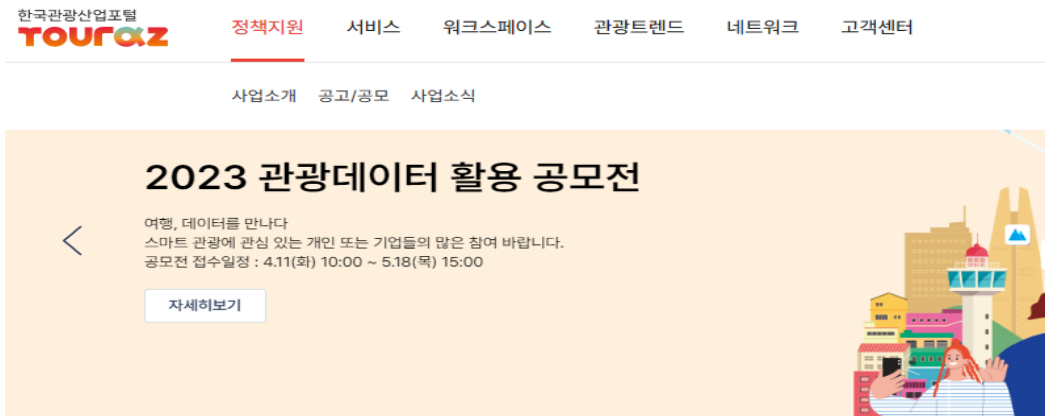 한국관광산업포털
TOURAZ
정책지원 서비스 워크스페이스 관광트렌드 네트워크 고객센터
사업소개 공고/공모 사업소식
2023 관광데이터 활용 공모전
여행, 데이터를 만나다
스마트 관광에 관심 있는 개인 또는 기업들의 많은 참여 바랍니다.
공모전 접수일정 : 4.11(화) 10:00 ~ 5.18(목) 15:00
자세히보기